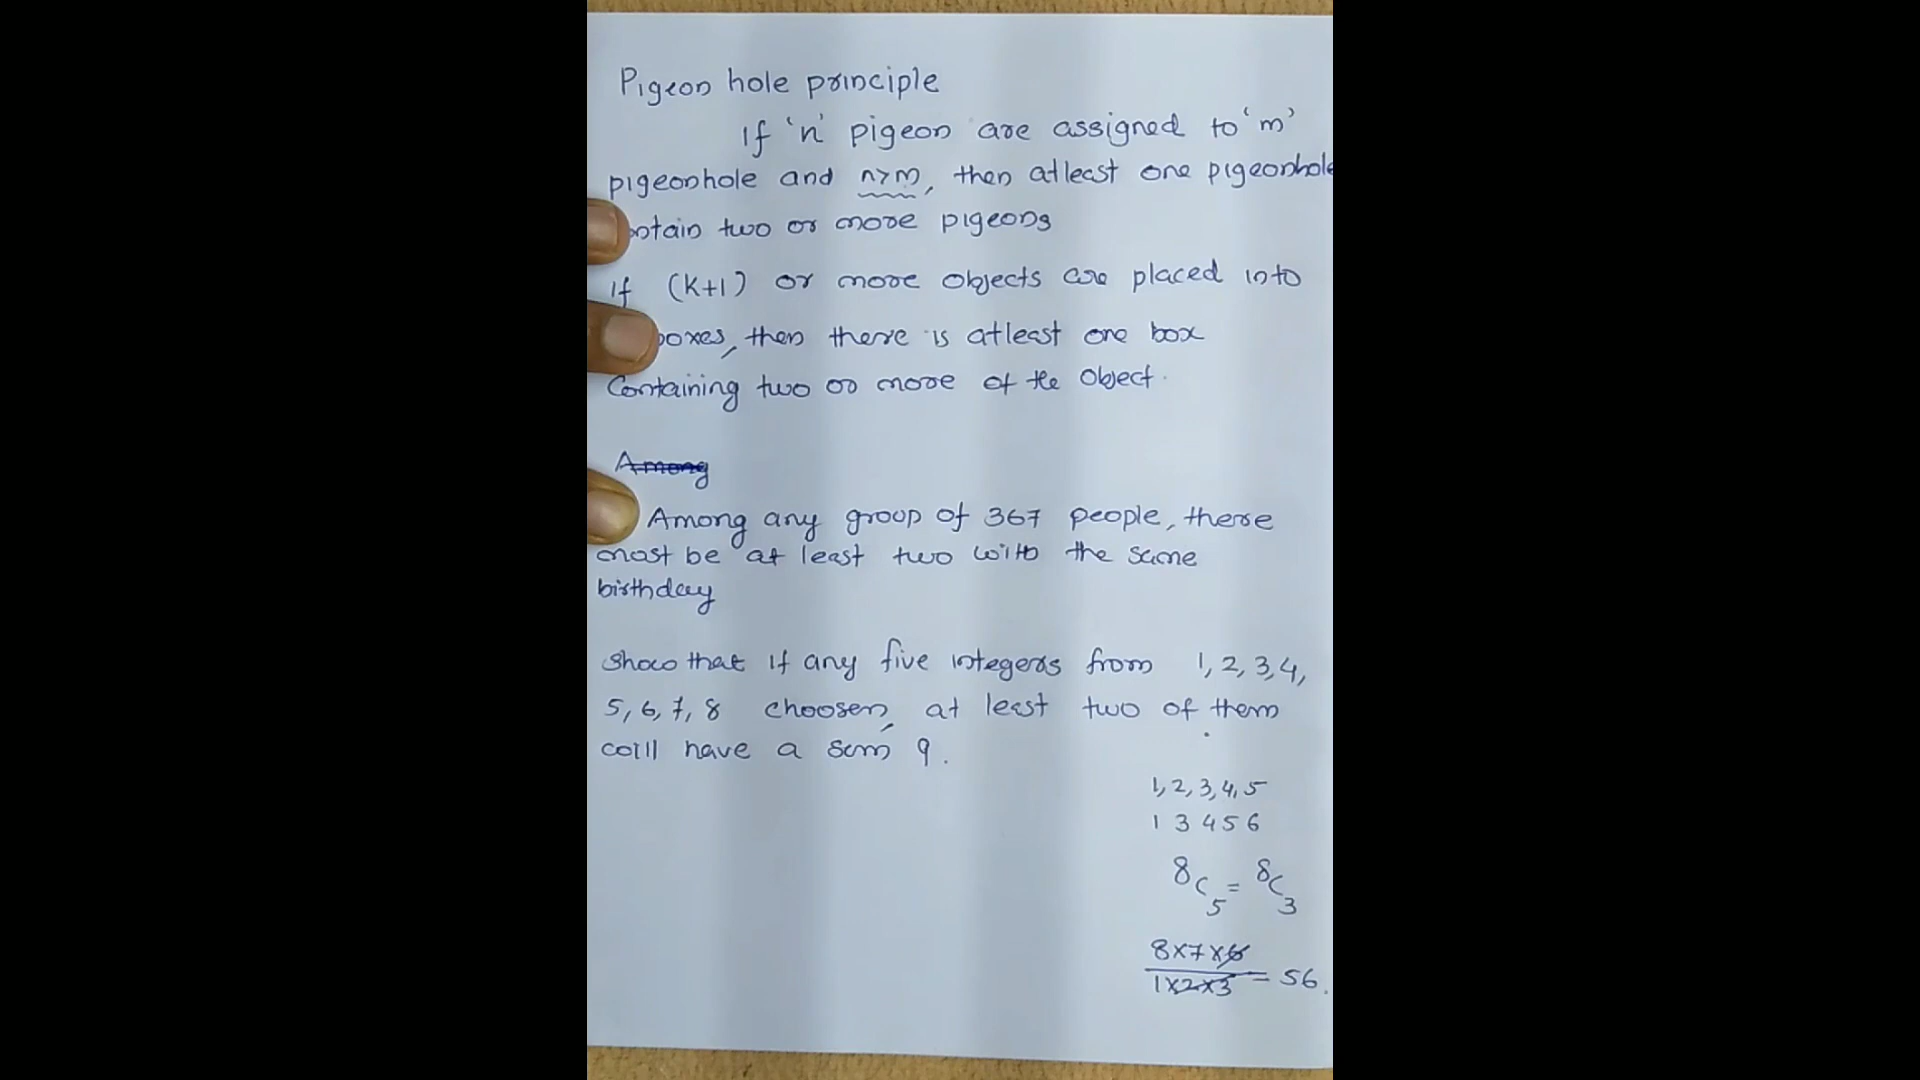 Pigeon hole principle
If 'n' pigeon are assigned to 'm'
pigeonhole and n>m, then atleast one pigeonhole
ontain two or more pigeons
If (K+1) or more objects are placed into
boxes, then there is atleast one box
Containing two or more of the object.
Among
Among any group of 367 people, there
must be at least two with the same
birthday
Show that if any five integers from 1, 2, 3, 4,
5, 6, 7, 8 choosen, at least two of them
will have a sum 9.
1, 2, 3, 4, 5
1 3 4 5 6
8C5 = 8C3
8×7×6
1×2×3 = 56.